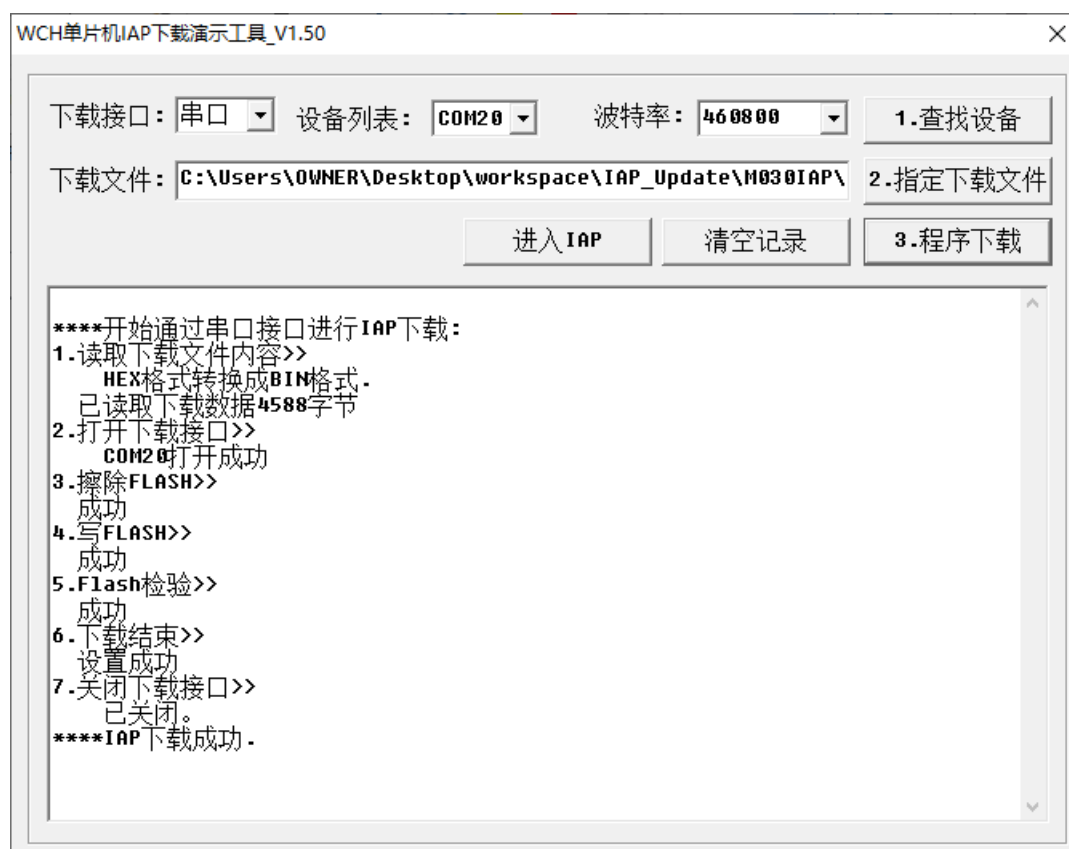 WCH单片机IAP下载演示工具_V1.50
下载接口: 串口 设备列表: COM20 波特率: 460800 1.查找设备
下载文件: C:\Users\OWNER\Desktop\workspace\IAP_Update\M030IAP\ 2.指定下载文件
进入IAP 清空记录 3.程序下载
****开始通过串口接口进行IAP下载:
1.读取下载文件内容>>
HEX格式转换成BIN格式.
已读取下载数据4588字节
2.打开下载接口>>
COM20打开成功
3.擦除FLASH>>
成功
4.写FLASH>>
成功
5.Flash检验>>
成功
6.下载结束>>
设置成功
7.关闭下载接口>>
已关闭。
****IAP下载成功.